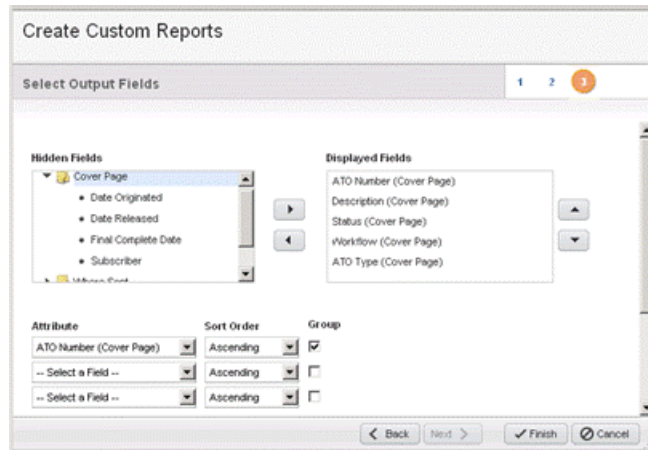 Create Custom Reports
Select Output Fields
1 2 3
Hidden Fields
Cover Page
Date Originated
Date Released
Final Complete Date
Subscriber
Where Sent
Displayed Fields
ATO Number (Cover Page)
Description (Cover Page)
Status (Cover Page)
Workflow (Cover Page)
ATO Type (Cover Page)
Attribute Sort Order Group
ATO Number (Cover Page) Ascending
-- Select a Field -- Ascending
-- Select a Field -- Ascending
Back Next Finish Cancel